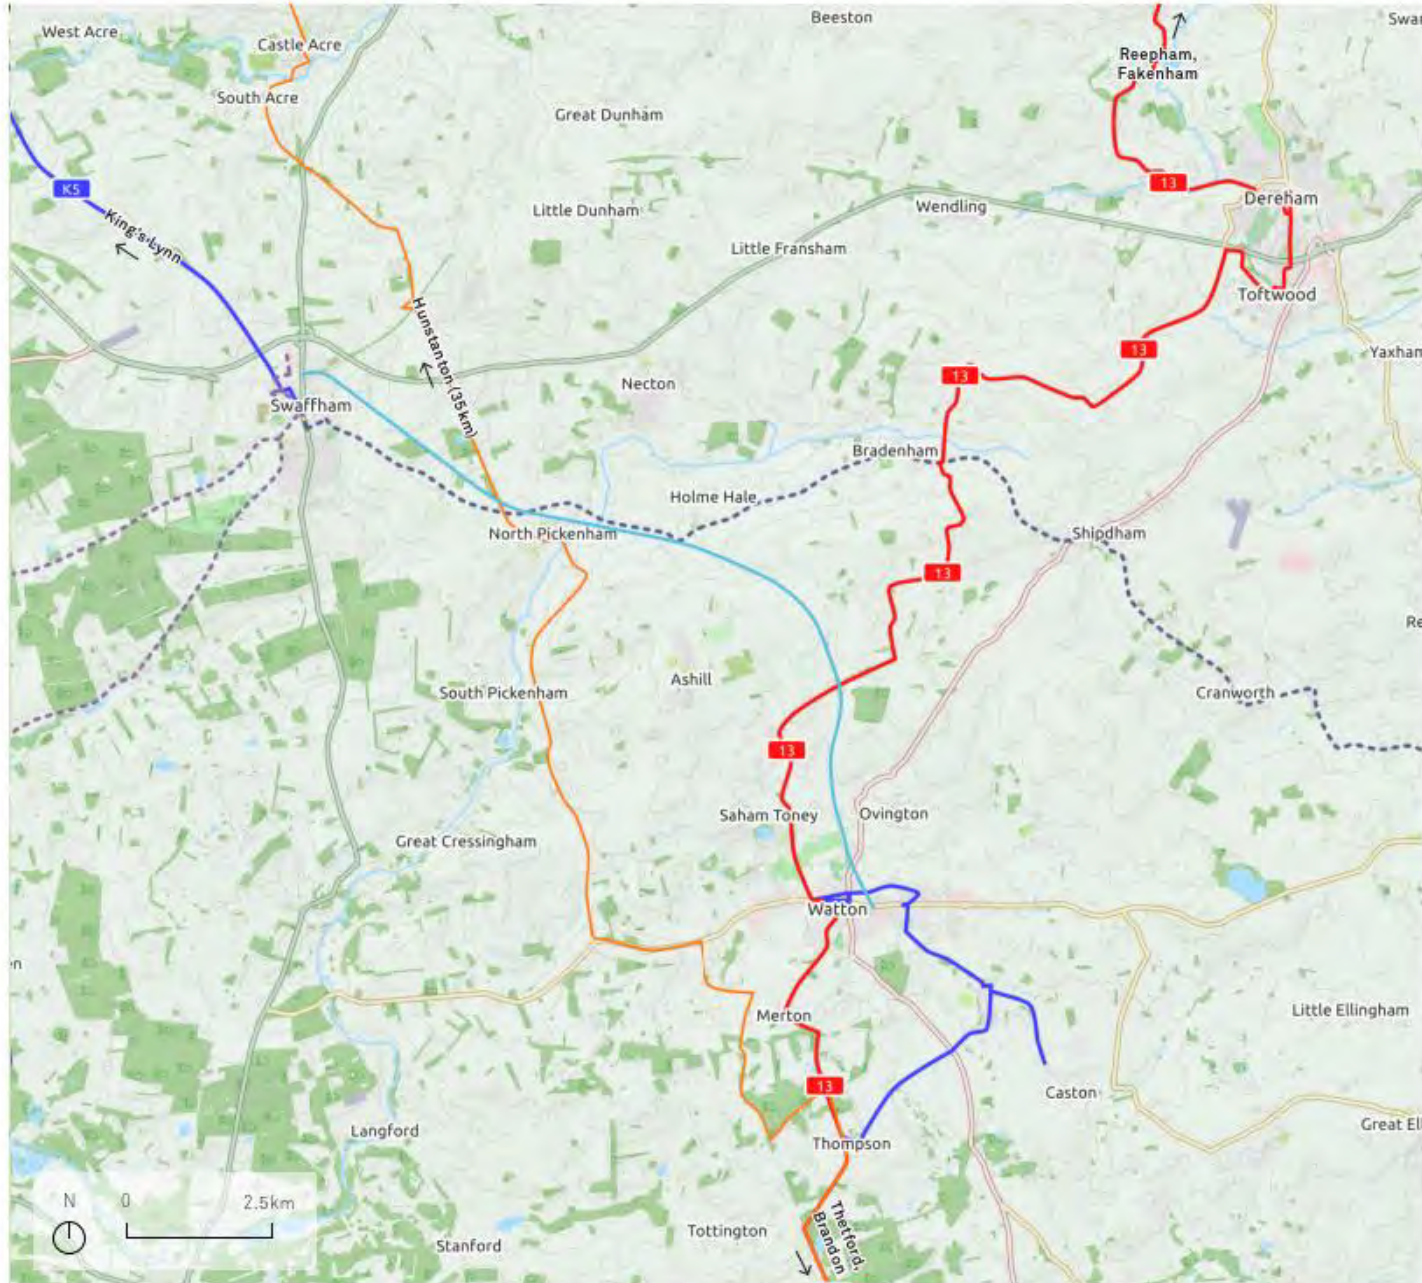 Beeston
Swa
West Acre
Castle Acre
Reepham,
Fakenham
South Acre
Great Dunham
13
K5
Dereham
Little Dunham
Wendling
King's Lynn
Little Fransham
Toftwood
Hunstanton (35km)
13
Yaxham
13
Necton
Swaffham
Bradenham
Holme Hale
North Pickenham
Shipdham
13
Re
Ashill
South Pickenham
Cranworth
13
Saham Toney
Ovington
Great Cressingham
Watton
en
Little Ellingham
Merton
13
Caston
Langford
Great Ell
Thompson
N
0
2.5km
Thetford,
Brandon
Tottington
Stanford